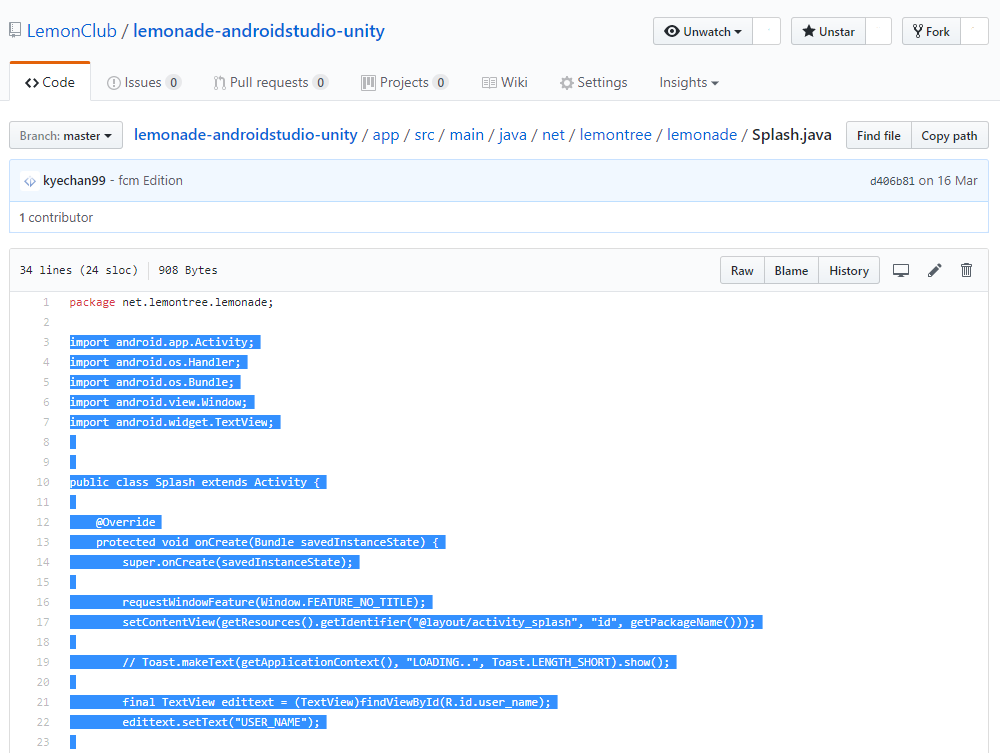 LemonClub / lemonade-androidstudio-unity
Unwatch
Unstar
Fork
Code
Issues 0
Pull requests 0
Projects 0
Wiki
Settings
Insights
Branch: master
lemonade-androidstudio-unity / app / src / main / java / net / lemontree / lemonade / Splash.java
Find file
Copy path
kyechan99 - fcm Edition
d406b81 on 16 Mar
1 contributor
34 lines (24 sloc) 908 Bytes
Raw
Blame
History
1 package net.lemontree.lemonade;
2
3 import android.app.Activity;
4 import android.os.Handler;
5 import android.os.Bundle;
6 import android.view.Window;
7 import android.widget.TextView;
8
9
10 public class Splash extends Activity {
11
12 @Override
13 protected void onCreate(Bundle savedInstanceState) {
14 super.onCreate(savedInstanceState);
15
16 requestWindowFeature(Window.FEATURE_NO_TITLE);
17 setContentView(getResources().getIdentifier("@layout/activity_splash", "id", getPackageName()));
18
19 // Toast.makeText(getApplicationContext(), "LOADING..", Toast.LENGTH_SHORT).show();
20
21 final TextView edittext = (TextView)findViewById(R.id.user_name);
22 edittext.setText("USER_NAME");
23